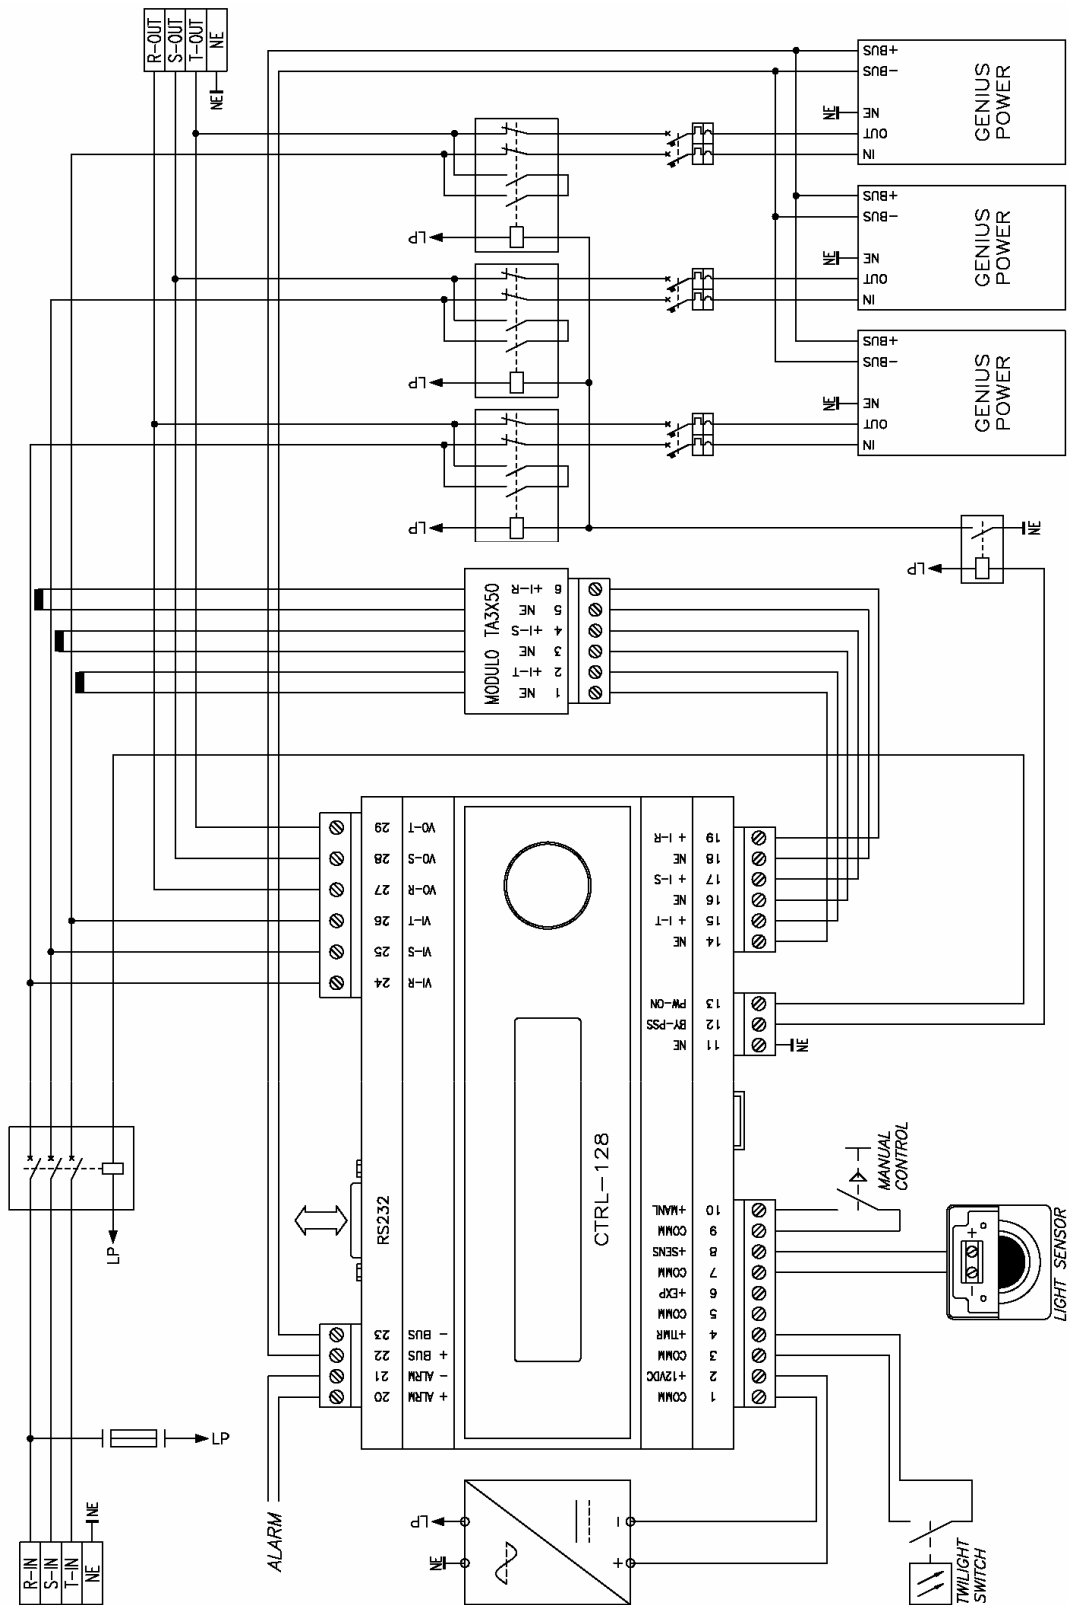 R-OUT
S-OUT
T-OUT
NE
NE
+BUS
-BUS
NE
NE
OUT
IN
GENIUS
POWER
LP
+BUS
-BUS
NE
NE
OUT
IN
GENIUS
POWER
LP
+BUS
-BUS
NE
NE
OUT
IN
GENIUS
POWER
LP
NE
LP
MODULO TA3X50
+I-R 6
NE 5
+I-S 4
NE 3
+I-T 2
NE 1
29 VO-T
28 VO-S
27 VO-R
26 VI-T
25 VI-S
24 VI-R
+ I-R 19
NE 18
+ I-S 17
NE 16
+ I-T 15
NE 14
PW-ON 13
BY-PSS 12
NE 11
NE
LP
RS232
CTRL-128
MANUAL
CONTROL
+MANL 10
COMM 9
+SENS 8
COMM 7
+EXP 6
COMM 5
+TIMR 4
COMM 3
+12VDC 2
COMM 1
+
-
LIGHT SENSOR
23 - BUS
22 + BUS
21 - ALRM
20 + ALRM
LP
ALARM
LP
NE
-
+
TWILIGHT
SWITCH
R-IN
S-IN
T-IN
NE
NE